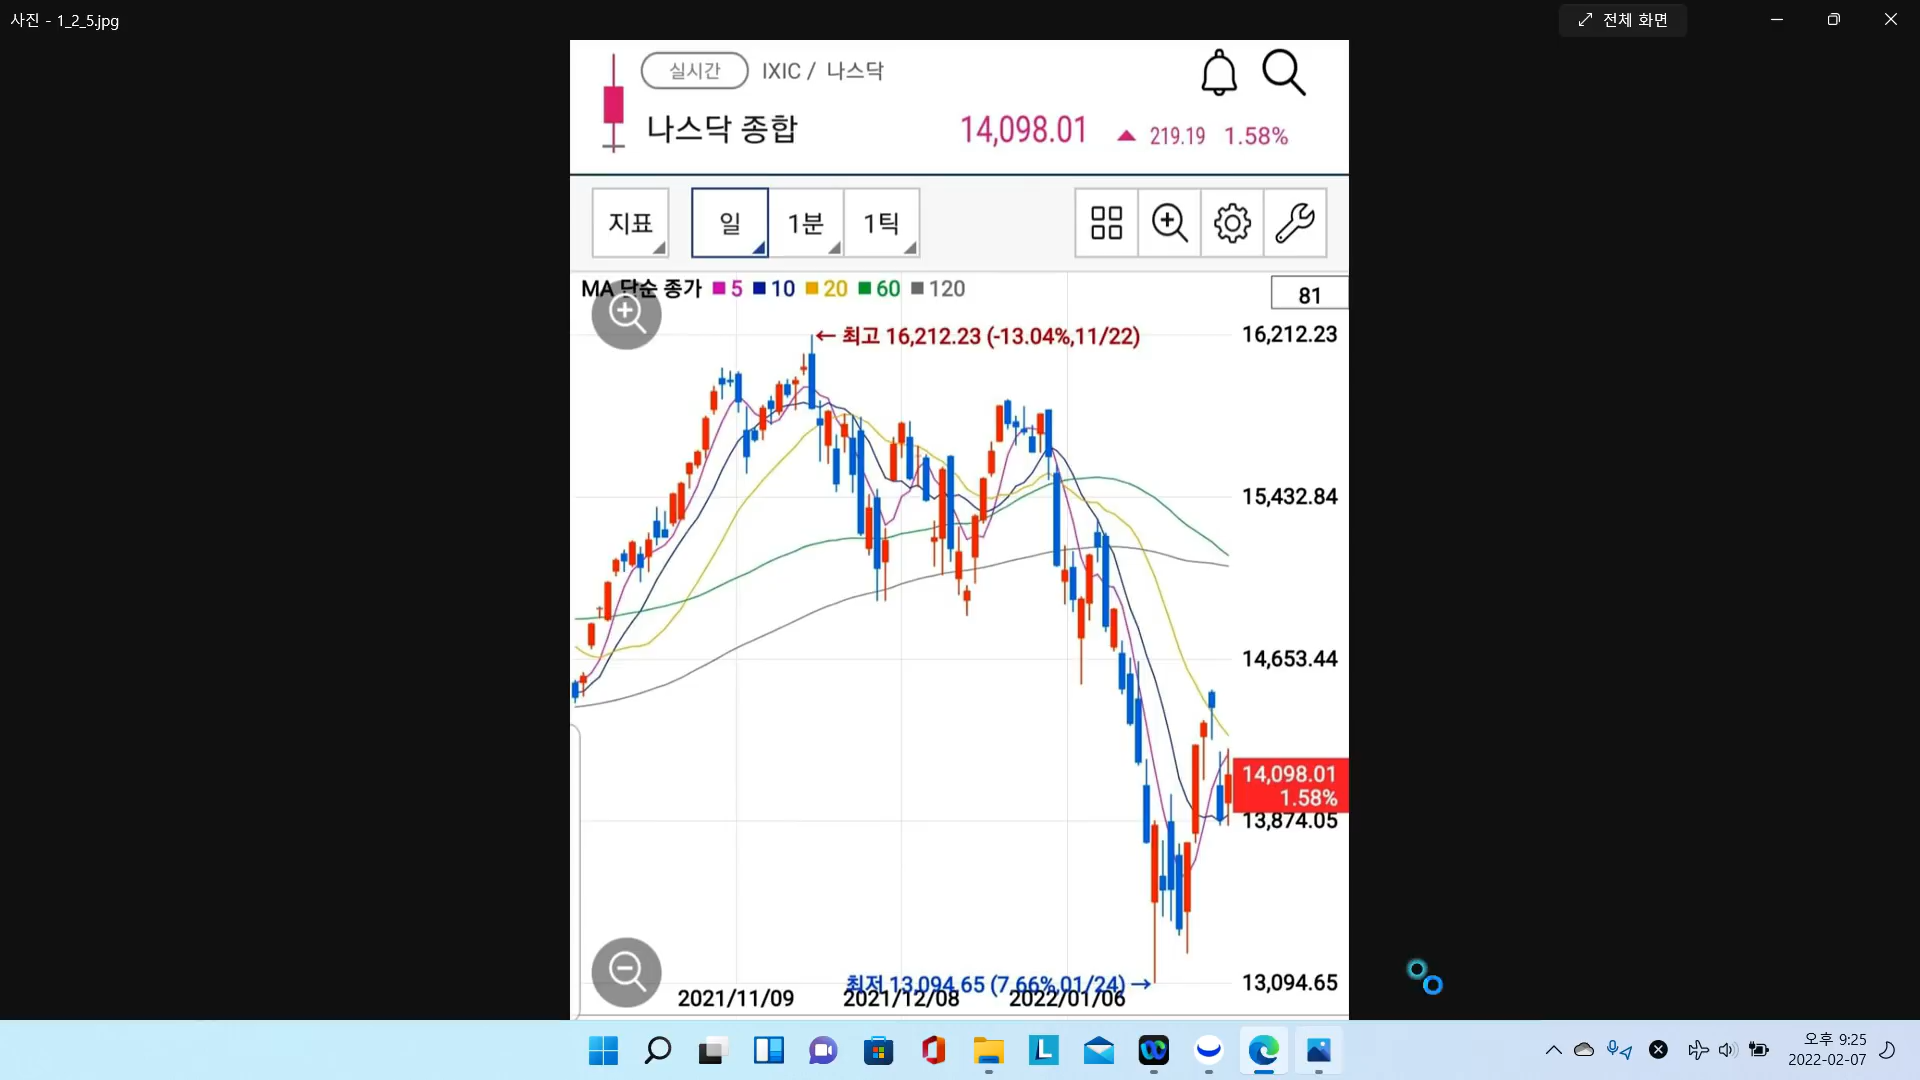 사진 - 1_2_5.jpg
전체 화면
실시간 IXIC / 나스닥
나스닥 종합 14,098.01 ▲ 219.19 1.58%
지표 일 1분 1틱
MA 단순 종가 5 10 20 60 120
81
← 최고 16,212.23 (-13.04%,11/22)
16,212.23
15,432.84
14,653.44
14,098.01
1.58%
13,874.05
최저 13,094.65 (7.66%,01/24) →
13,094.65
2021/11/09 2021/12/08 2022/01/06
오후 9:25
2022-02-07